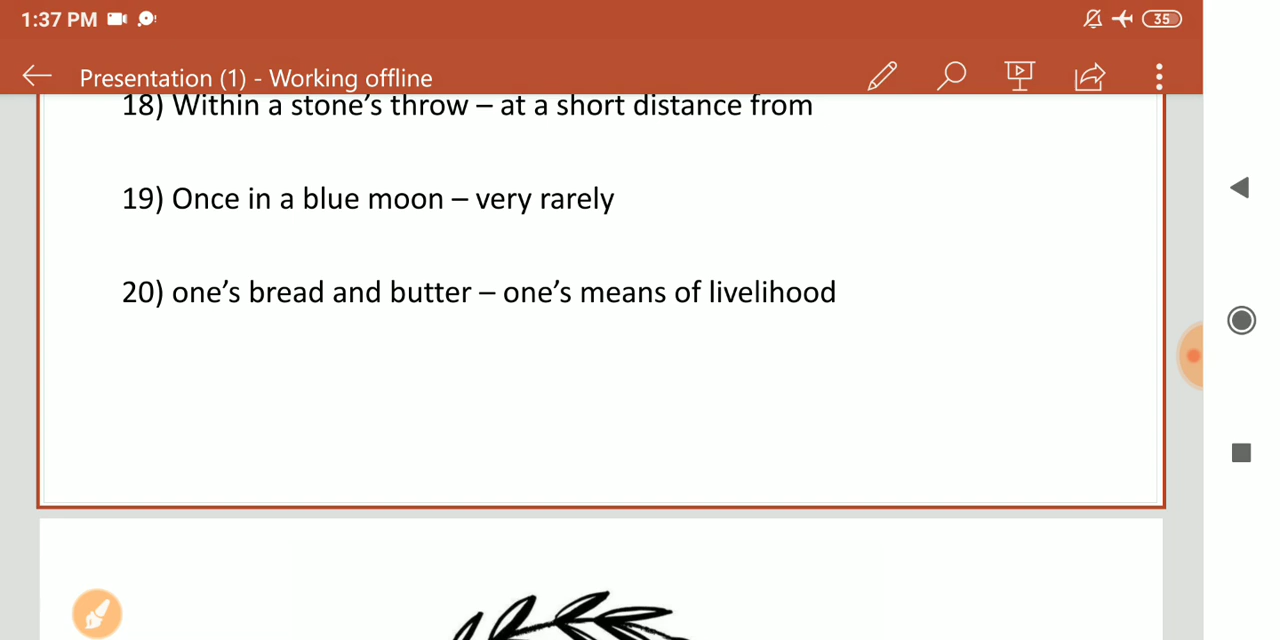 1:37 PM
35
Presentation (1) - Working offline
18) Within a stone’s throw – at a short distance from
19) Once in a blue moon – very rarely
20) one’s bread and butter – one’s means of livelihood